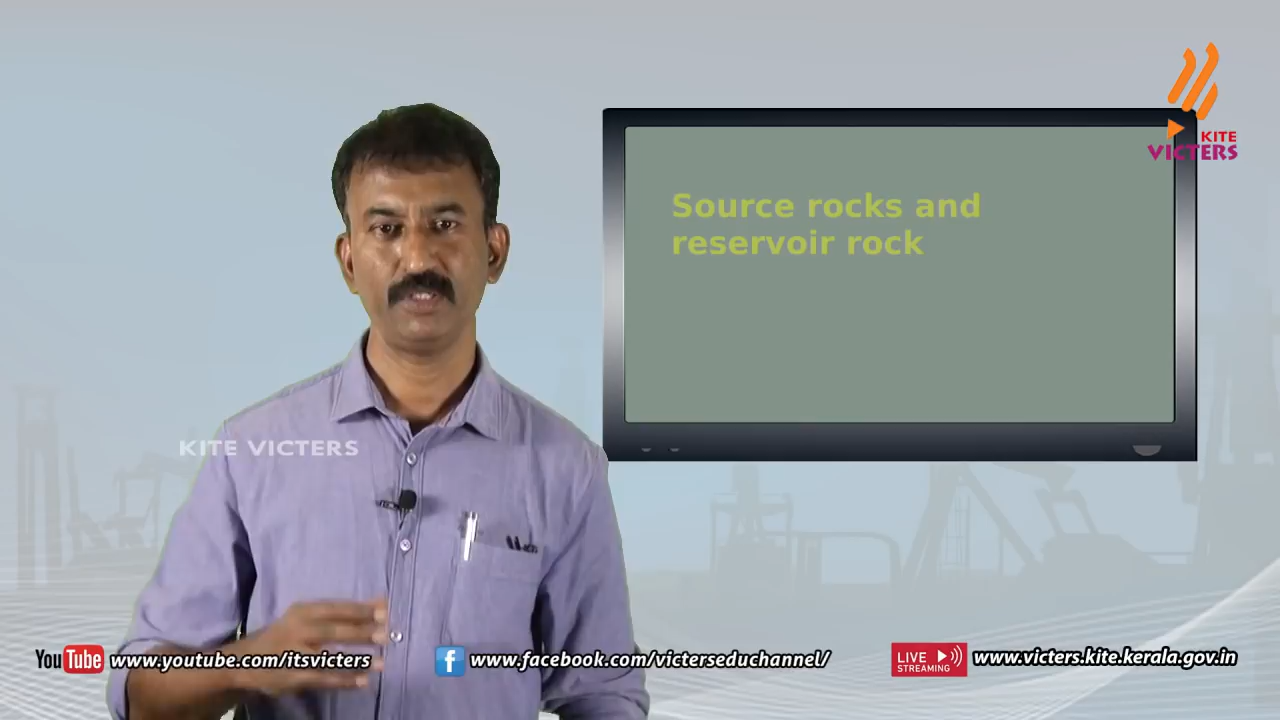 KITE
VICTERS
Source rocks and
reservoir rock
KITE VICTERS
YouTube www.youtube.com/itsvicters
f www.facebook.com/victerseduchannel/
LIVE
STREAMING
www.victers.kite.kerala.gov.in